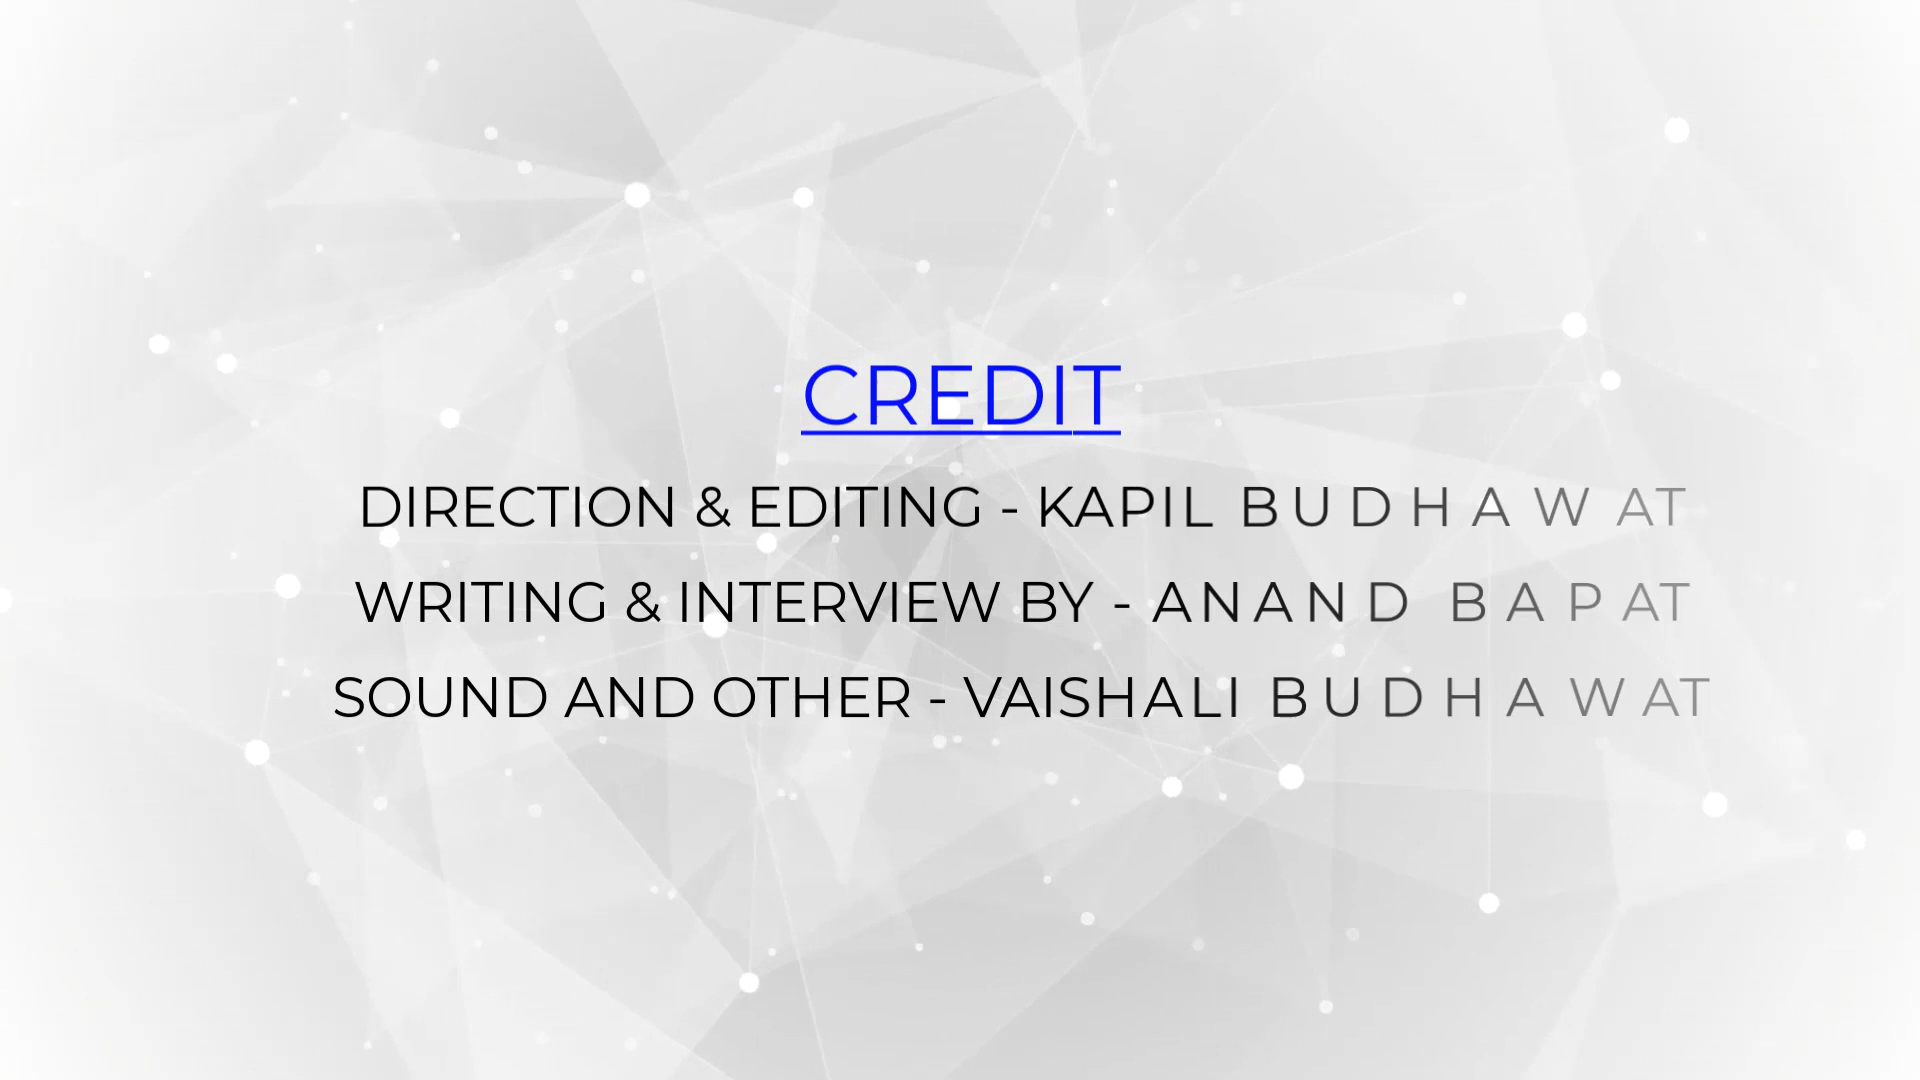 CREDIT
DIRECTION & EDITING - KAPIL BUDHAWAT
WRITING & INTERVIEW BY - ANAND BAPAT
SOUND AND OTHER - VAISHALI BUDHAWAT